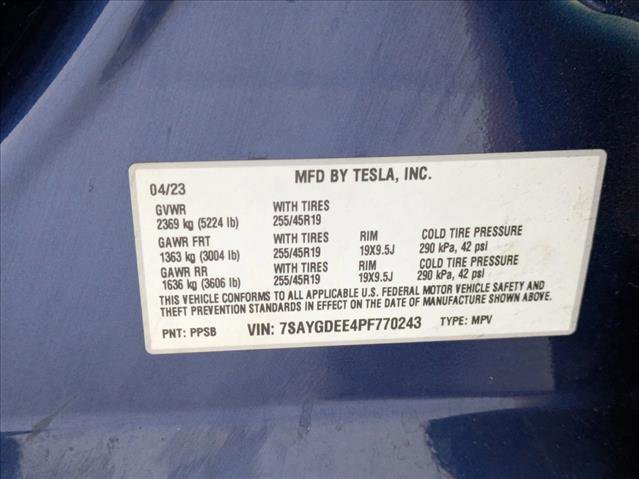 MFD BY TESLA, INC.
04/23
GVWR WITH TIRES
2369 kg (5224 lb) 255/45R19
GAWR FRT WITH TIRES RIM COLD TIRE PRESSURE
1363 kg (3004 lb) 255/45R19 19X9.5J 290 kPa, 42 psi
GAWR RR WITH TIRES RIM COLD TIRE PRESSURE
1636 kg (3606 lb) 255/45R19 19X9.5J 290 kPa, 42 psi
THIS VEHICLE CONFORMS TO ALL APPLICABLE U.S. FEDERAL MOTOR VEHICLE SAFETY AND
THEFT PREVENTION STANDARDS IN EFFECT ON THE DATE OF MANUFACTURE SHOWN ABOVE.
PNT: PPSB VIN: 7SAYGDEE4PF770243 TYPE: MPV